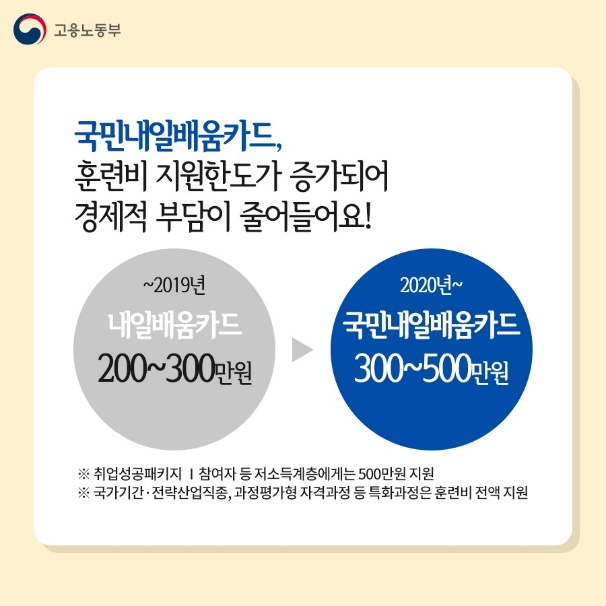 고용노동부
국민내일배움카드,
훈련비 지원한도가 증가되어
경제적 부담이 줄어들어요!
~2019년
내일배움카드
200~300만원
2020년~
국민내일배움카드
300~500만원
※ 취업성공패키지 Ⅰ 참여자 등 저소득계층에게는 500만원 지원
※ 국가기간·전략산업직종, 과정평가형 자격과정 등 특화과정은 훈련비 전액 지원